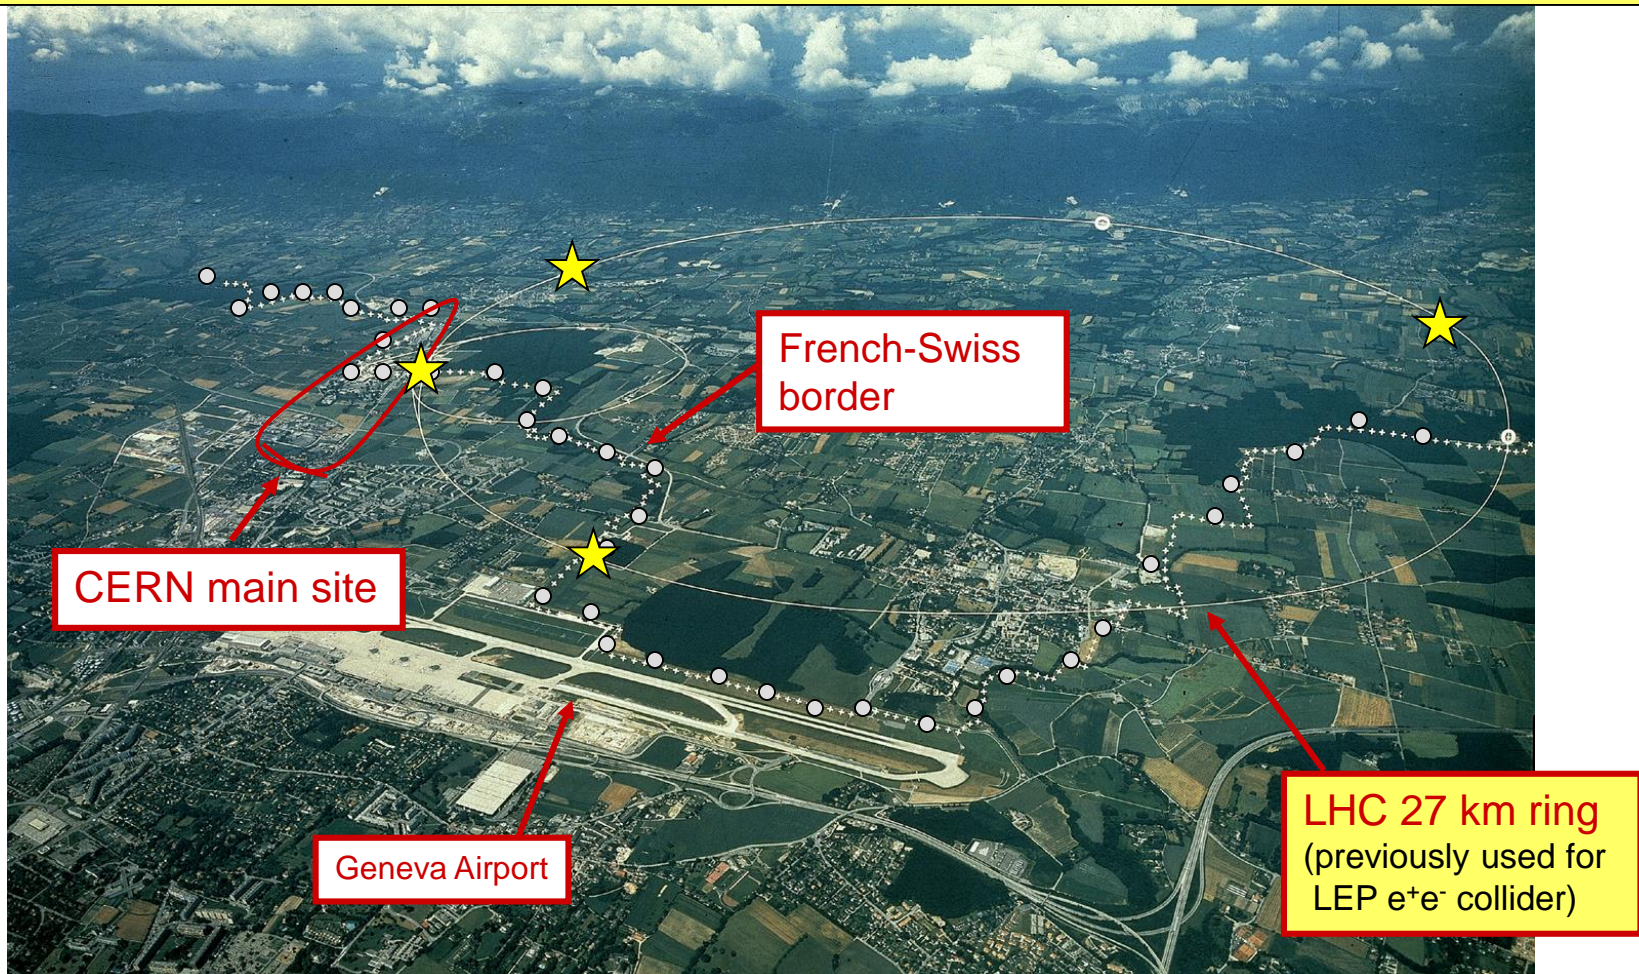 French-Swiss
border
CERN main site
Geneva Airport
LHC 27 km ring
(previously used for
LEP e⁺e⁻ collider)